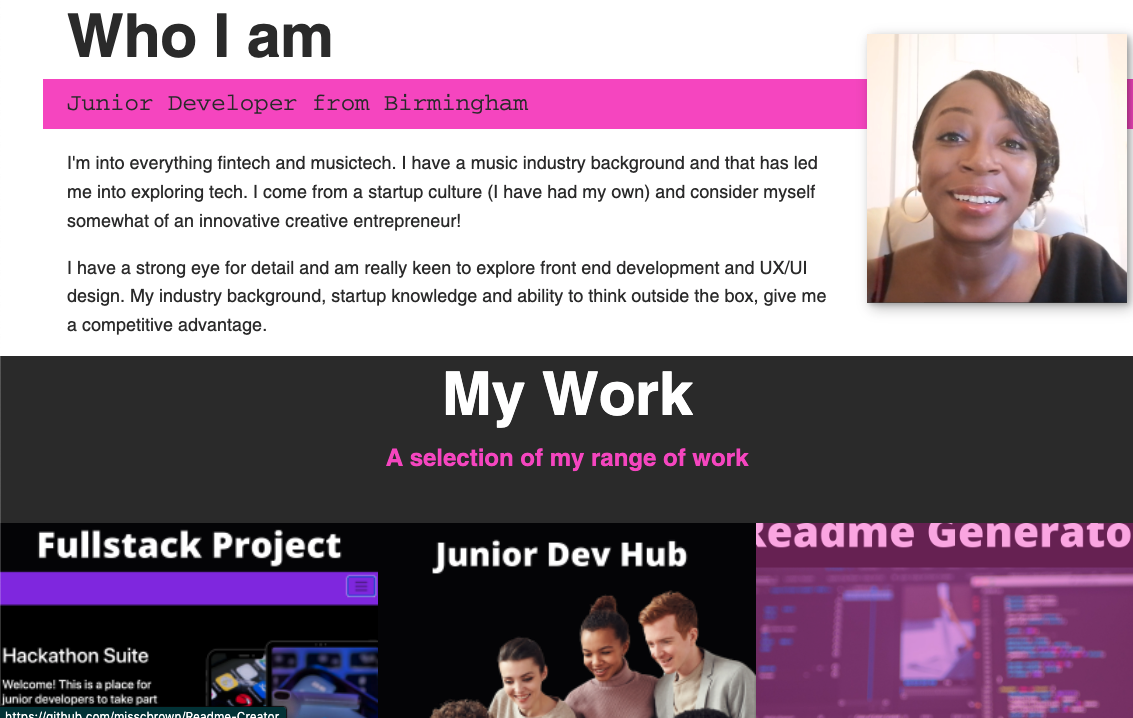 Who I am
Junior Developer from Birmingham
I'm into everything fintech and musictech. I have a music industry background and that has led
me into exploring tech. I come from a startup culture (I have had my own) and consider myself
somewhat of an innovative creative entrepreneur!
I have a strong eye for detail and am really keen to explore front end development and UX/UI
design. My industry background, startup knowledge and ability to think outside the box, give me
a competitive advantage.
My Work
A selection of my range of work
Fullstack Project
Junior Dev Hub
Readme Generato
Hackathon Suite
Welcome! This is a place for
junior developers to take part
https://github.com/misschrown/Readme-Creator